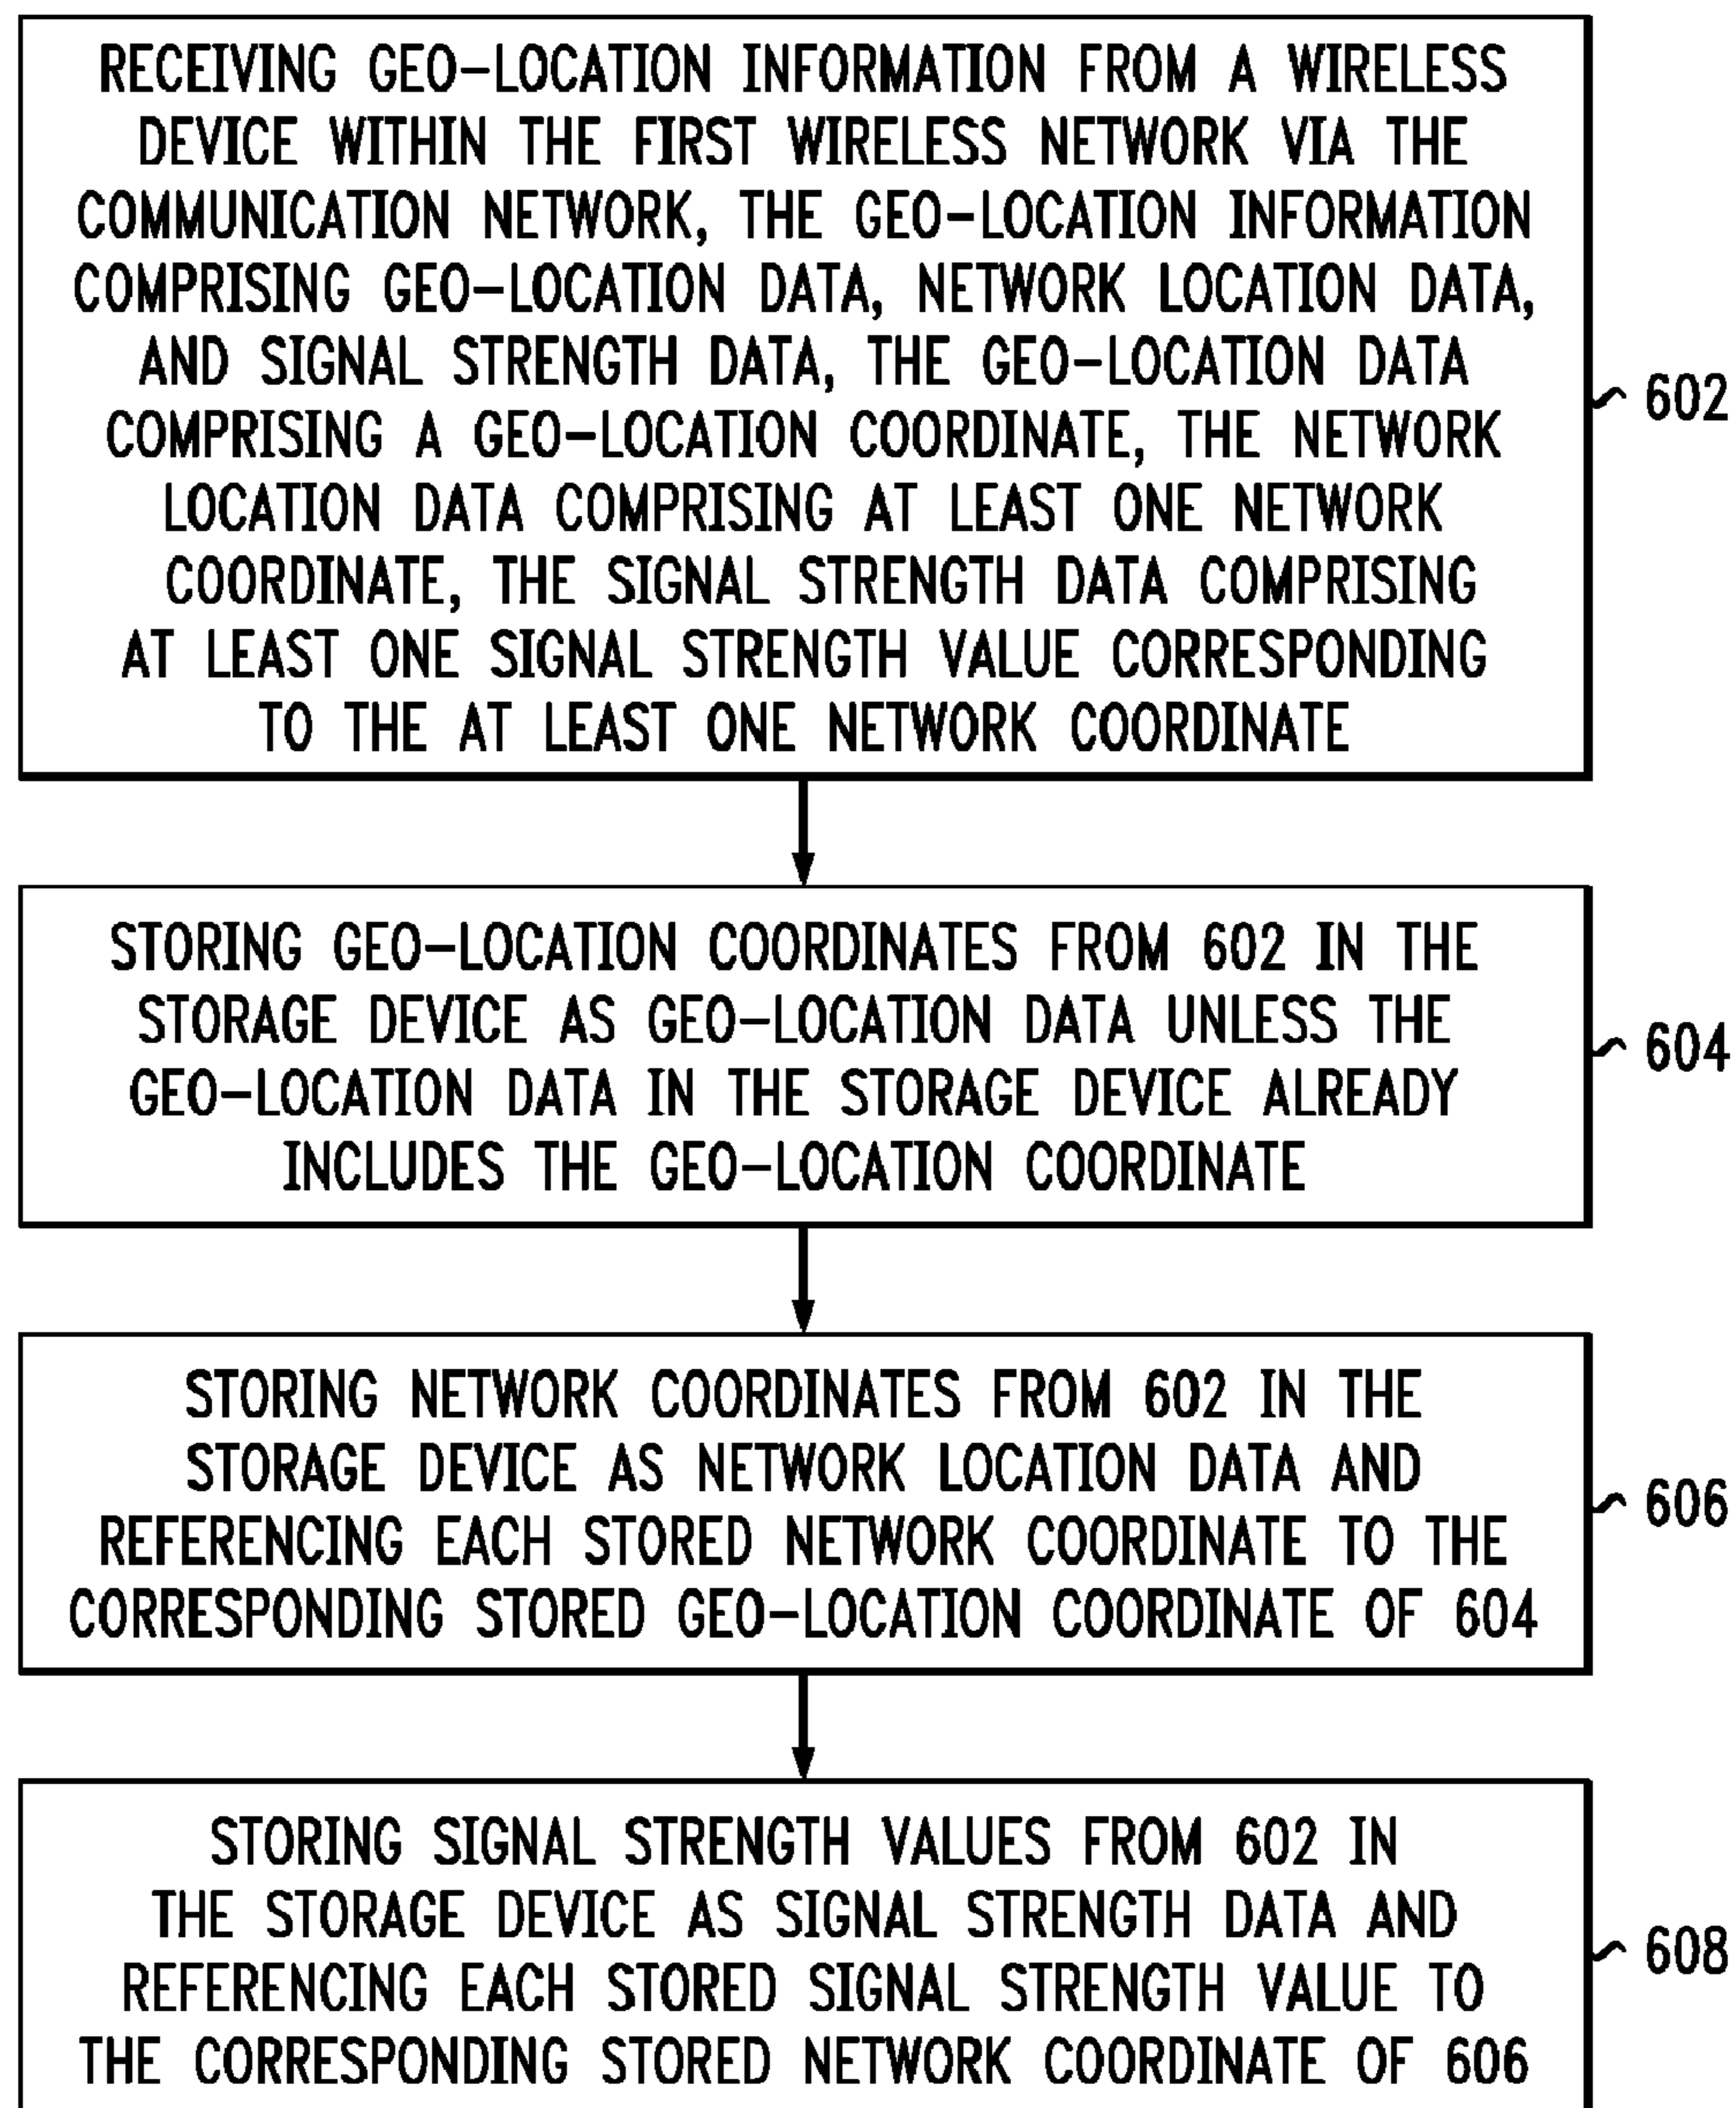 RECEIVING GEO-LOCATION INFORMATION FROM A WIRELESS
DEVICE WITHIN THE FIRST WIRELESS NETWORK VIA THE
COMMUNICATION NETWORK, THE GEO-LOCATION INFORMATION
COMPRISING GEO-LOCATION DATA, NETWORK LOCATION DATA,
AND SIGNAL STRENGTH DATA, THE GEO-LOCATION DATA
COMPRISING A GEO-LOCATION COORDINATE, THE NETWORK
LOCATION DATA COMPRISING AT LEAST ONE NETWORK
COORDINATE, THE SIGNAL STRENGTH DATA COMPRISING
AT LEAST ONE SIGNAL STRENGTH VALUE CORRESPONDING
TO THE AT LEAST ONE NETWORK COORDINATE
602
STORING GEO-LOCATION COORDINATES FROM 602 IN THE
STORAGE DEVICE AS GEO-LOCATION DATA UNLESS THE
GEO-LOCATION DATA IN THE STORAGE DEVICE ALREADY
INCLUDES THE GEO-LOCATION COORDINATE
604
STORING NETWORK COORDINATES FROM 602 IN THE
STORAGE DEVICE AS NETWORK LOCATION DATA AND
REFERENCING EACH STORED NETWORK COORDINATE TO THE
CORRESPONDING STORED GEO-LOCATION COORDINATE OF 604
606
STORING SIGNAL STRENGTH VALUES FROM 602 IN
THE STORAGE DEVICE AS SIGNAL STRENGTH DATA AND
REFERENCING EACH STORED SIGNAL STRENGTH VALUE TO
THE CORRESPONDING STORED NETWORK COORDINATE OF 606
608